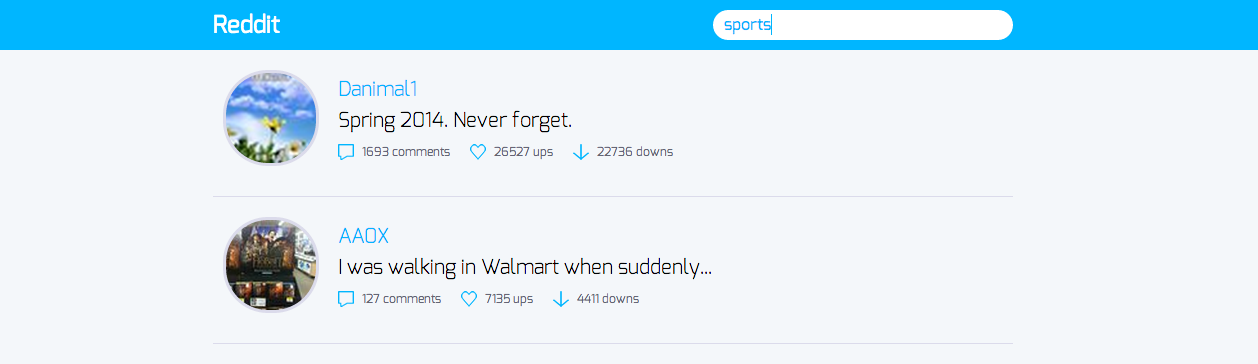 Reddit
sports
Danimal1
Spring 2014. Never forget.
1693 comments 26527 ups 22736 downs
AAOX
I was walking in Walmart when suddenly...
127 comments 7135 ups 4411 downs